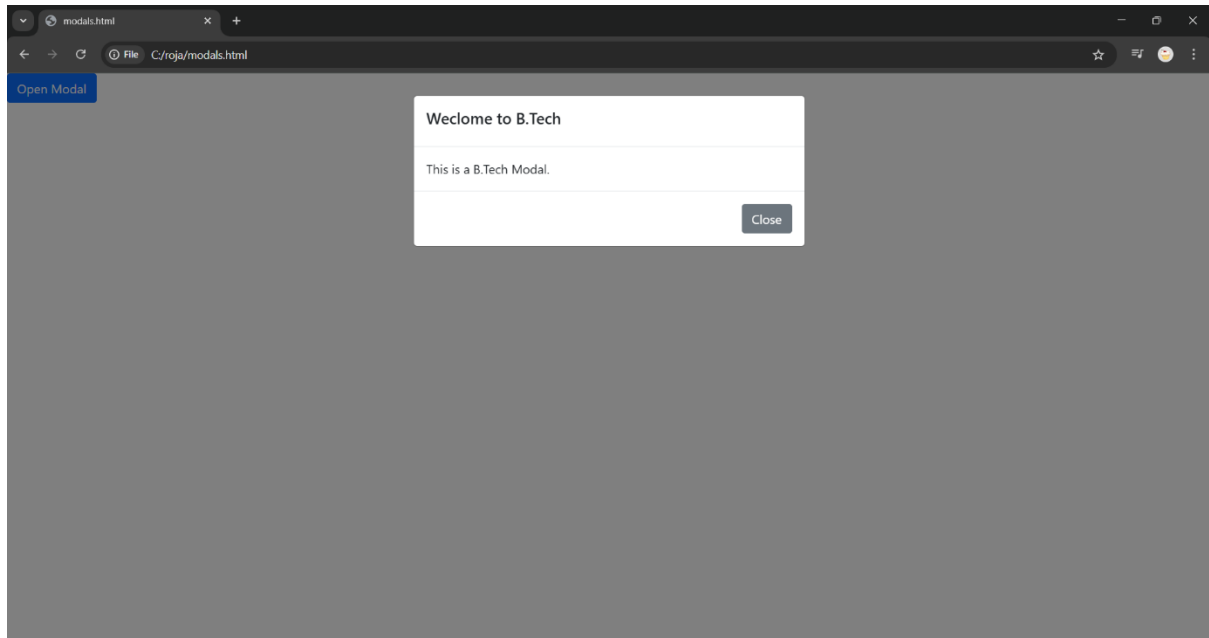 modals.html
File C:/roja/modals.html
Open Modal
Weclome to B.Tech
This is a B.Tech Modal.
Close